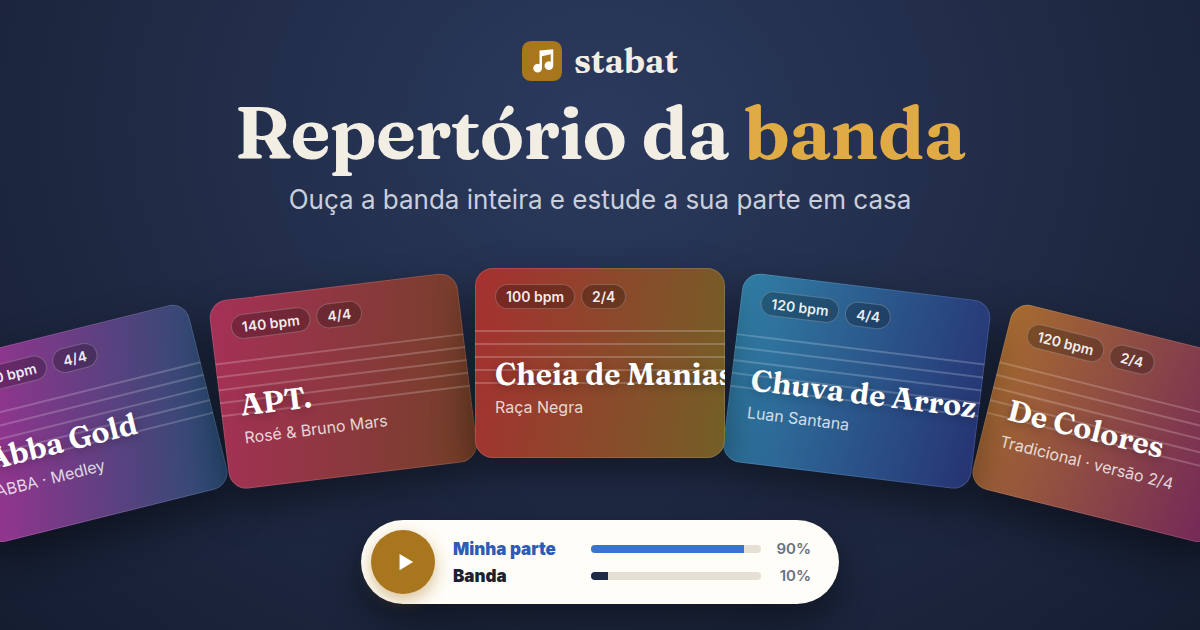 stabat
Repertório da banda
Ouça a banda inteira e estude a sua parte em casa
0 bpm 4/4
Abba Gold
ABBA · Medley
140 bpm 4/4
APT.
Rosé & Bruno Mars
100 bpm 2/4
Cheia de Manias
Raça Negra
120 bpm 4/4
Chuva de Arroz
Luan Santana
120 bpm 2/4
De Colores
Tradicional · versão 2/4
Minha parte 90%
Banda 10%